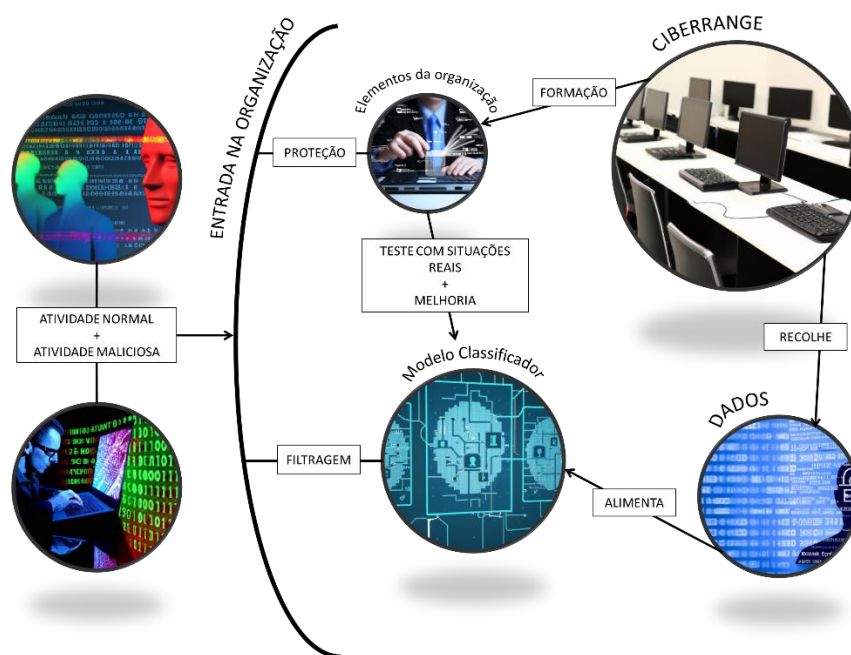 CIBERRANGE
ENTRADA NA ORGANIZAÇÃO
Elementos da organização
FORMAÇÃO
PROTEÇÃO
TESTE COM SITUAÇÕES
REAIS
+
MELHORIA
ATIVIDADE NORMAL
+
ATIVIDADE MALICIOSA
RECOLHE
Modelo Classificador
DADOS
FILTRAGEM
ALIMENTA